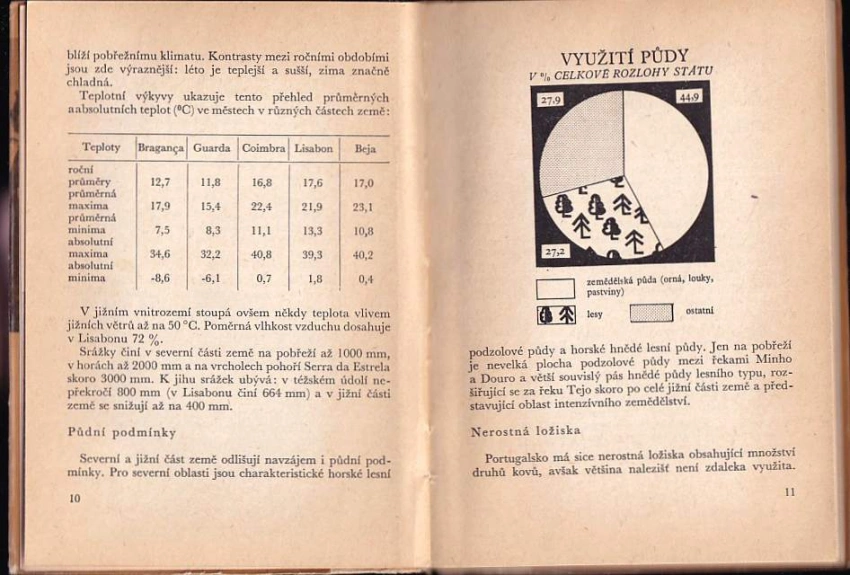 blíží pobřežnímu klimatu. Kontrasty mezi ročními obdobími
jsou zde výraznější: léto je teplejší a sušší, zima značně
chladná.
Teplotní výkyvy ukazuje tento přehled průměrných
aabsolutních teplot (⁰C) ve městech v různých částech země:
Teploty Bragança Guarda Coimbra Lisabon Beja
roční
průměry 12,7 11,8 16,8 17,6 17,0
průměrná
maxima 17,9 15,4 22,4 21,9 23,1
průměrná
minima 7,5 8,3 11,1 13,3 10,8
absolutní
maxima 34,6 32,2 40,8 39,3 40,2
absolutní
minima -8,6 -6,1 0,7 1,8 0,4
V jižním vnitrozemí stoupá ovšem někdy teplota vlivem
jižních větrů až na 50 °C. Poměrná vlhkost vzduchu dosahuje
v Lisabonu 72 %.
Srážky činí v severní části země na pobřeží až 1000 mm,
v horách až 2000 mm a na vrcholech pohoří Serra da Estrela
skoro 3000 mm. K jihu srážek ubývá: v téžském údolí ne-
překročí 800 mm (v Lisabonu činí 664 mm) a v jižní části
země se snižují až na 400 mm.
Půdní podmínky
Severní a jižní část země odlišují navzájem i půdní pod-
mínky. Pro severní oblasti jsou charakteristické horské lesní
10
VYUŽITÍ PŮDY
V % CELKOVÉ ROZLOHY STÁTU
27,9
44,9
27,2
zemědělská půda (orná, louky,
pastviny)
lesy
ostatní
podzolové půdy a horské hnědé lesní půdy. Jen na pobřeží
je nevelká plocha podzolové půdy mezi řekami Minho
a Douro a větší souvislý pás hnědé půdy lesního typu, roz-
šiřující se za řeku Tejo skoro po celé jižní části země a před-
stavující oblast intenzívního zemědělství.
Nerostná ložiska
Portugalsko má sice nerostná ložiska obsahující množství
druhů kovů, avšak většina nalezišť není zdaleka využita.
11